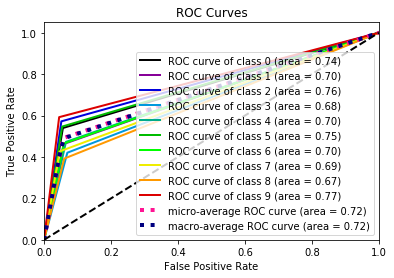 ROC Curves
True Positive Rate
1.0
0.8
0.6
0.4
0.2
0.0
ROC curve of class 0 (area = 0.74)
ROC curve of class 1 (area = 0.70)
ROC curve of class 2 (area = 0.76)
ROC curve of class 3 (area = 0.68)
ROC curve of class 4 (area = 0.70)
ROC curve of class 5 (area = 0.75)
ROC curve of class 6 (area = 0.70)
ROC curve of class 7 (area = 0.69)
ROC curve of class 8 (area = 0.67)
ROC curve of class 9 (area = 0.77)
micro-average ROC curve (area = 0.72)
macro-average ROC curve (area = 0.72)
0.0 0.2 0.4 0.6 0.8 1.0
False Positive Rate